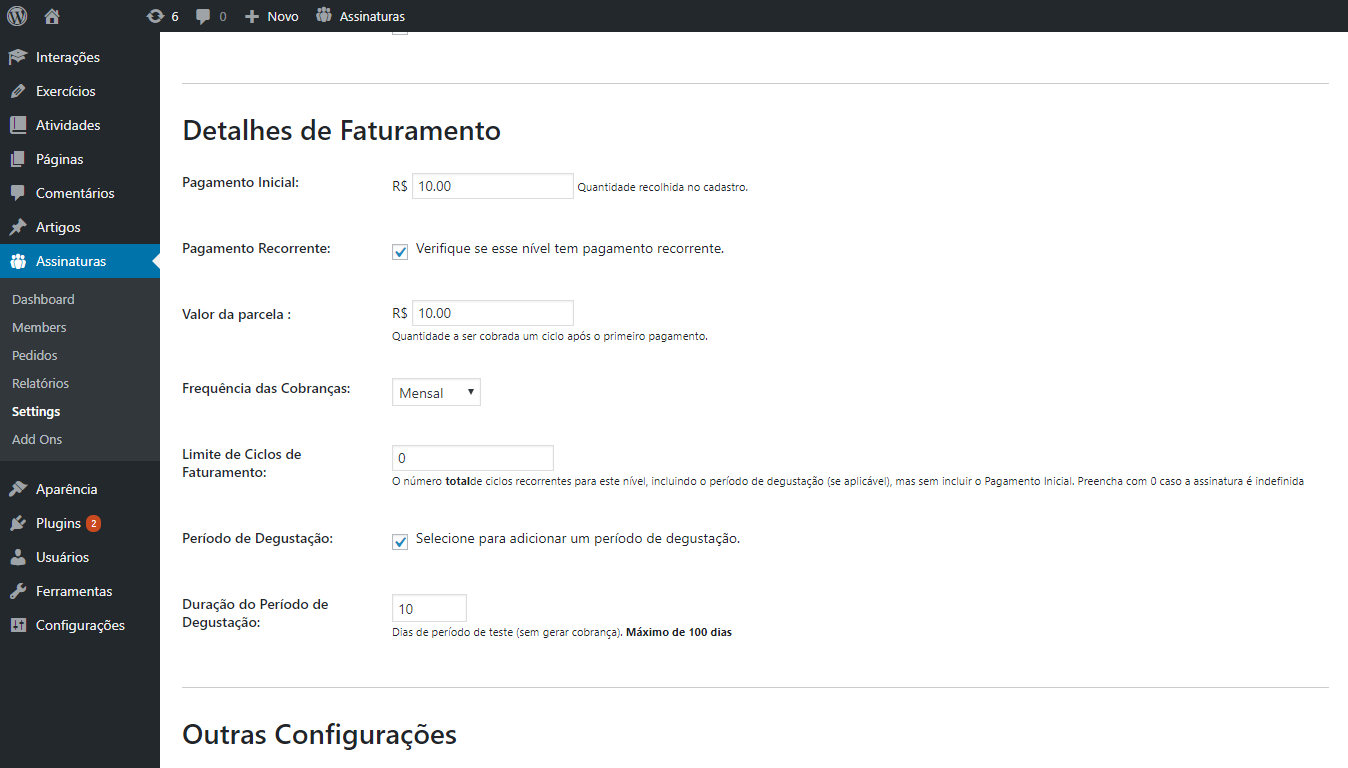 6 0 Novo Assinaturas
Interações
Exercícios
Atividades
Páginas
Comentários
Artigos
Assinaturas
Dashboard
Members
Pedidos
Relatórios
Settings
Add Ons
Aparência
Plugins 2
Usuários
Ferramentas
Configurações
Detalhes de Faturamento
Pagamento Inicial: R$ 10.00 Quantidade recolhida no cadastro.
Pagamento Recorrente: Verifique se esse nível tem pagamento recorrente.
Valor da parcela : R$ 10.00
Quantidade a ser cobrada um ciclo após o primeiro pagamento.
Frequência das Cobranças: Mensal
Limite de Ciclos de
Faturamento:
0
O número totalde ciclos recorrentes para este nível, incluindo o período de degustação (se aplicável), mas sem incluir o Pagamento Inicial. Preencha com 0 caso a assinatura é indefinida
Período de Degustação: Selecione para adicionar um período de degustação.
Duração do Período de
Degustação:
10
Dias de período de teste (sem gerar cobrança). Máximo de 100 dias
Outras Configurações